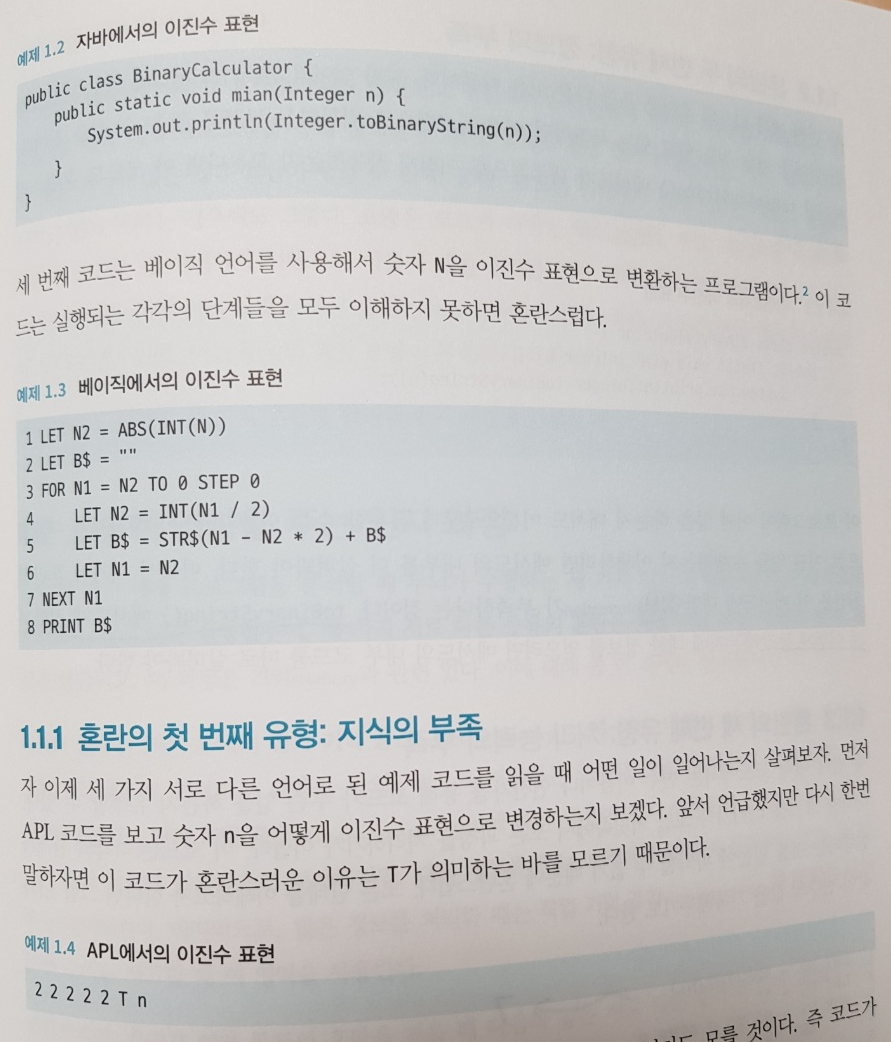 예제 1.2 자바에서의 이진수 표현
public class BinaryCalculator {
public static void mian(Integer n) {
System.out.println(Integer.toBinaryString(n));
}
}
세 번째 코드는 베이직 언어를 사용해서 숫자 N을 이진수 표현으로 변환하는 프로그램이다.2 이 코
드는 실행되는 각각의 단계들을 모두 이해하지 못하면 혼란스럽다.
예제 1.3 베이직에서의 이진수 표현
1 LET N2 = ABS(INT(N))
2 LET B$ = ""
3 FOR N1 = N2 TO 0 STEP 0
4 LET N2 = INT(N1 / 2)
5 LET B$ = STR$(N1 - N2 * 2) + B$
6 LET N1 = N2
7 NEXT N1
8 PRINT B$
1.1.1 혼란의 첫 번째 유형: 지식의 부족
자 이제 세 가지 서로 다른 언어로 된 예제 코드를 읽을 때 어떤 일이 일어나는지 살펴보자. 먼저
APL 코드를 보고 숫자 n을 어떻게 이진수 표현으로 변경하는지 보겠다. 앞서 언급했지만 다시 한번
말하자면 이 코드가 혼란스러운 이유는 T가 의미하는 바를 모르기 때문이다.
예제 1.4 APL에서의 이진수 표현
2 2 2 2 2 T n
모를 것이다. 즉 코드가